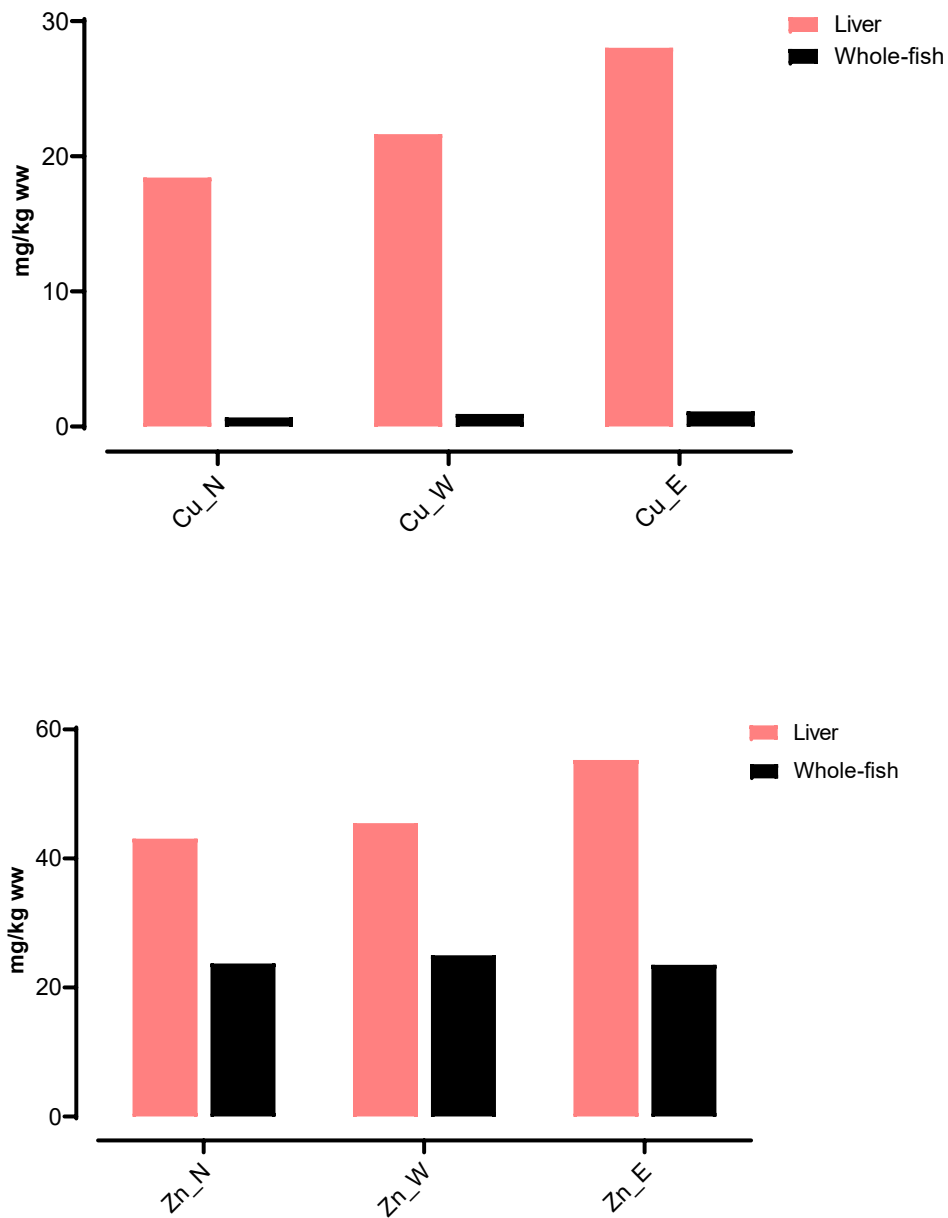 30
20
10
0
mg/kg ww
Liver
Whole-fish
Cu_N
Cu_W
Cu_E
60
40
20
0
mg/kg ww
Liver
Whole-fish
Zn_N
Zn_W
Zn_E